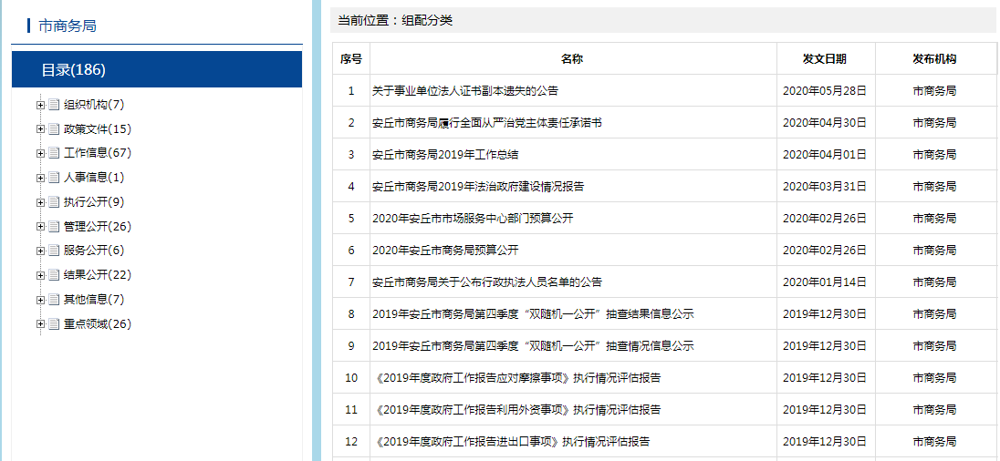 市商务局
目录(186)
组织机构(7)
政策文件(15)
工作信息(67)
人事信息(1)
执行公开(9)
管理公开(26)
服务公开(6)
结果公开(22)
其他信息(7)
重点领域(26)
当前位置：组配分类
序号 名称 发文日期 发布机构
1 关于事业单位法人证书副本遗失的公告 2020年05月28日 市商务局
2 安丘市商务局履行全面从严治党主体责任承诺书 2020年04月30日 市商务局
3 安丘市商务局2019年工作总结 2020年04月01日 市商务局
4 安丘市商务局2019年法治政府建设情况报告 2020年03月31日 市商务局
5 2020年安丘市市场服务中心部门预算公开 2020年02月26日 市商务局
6 2020年安丘市商务局预算公开 2020年02月26日 市商务局
7 安丘市商务局关于公布行政执法人员名单的公告 2020年01月14日 市商务局
8 2019年安丘市商务局第四季度“双随机一公开”抽查结果信息公示 2019年12月30日 市商务局
9 2019年安丘市商务局第四季度“双随机一公开”抽查情况信息公示 2019年12月30日 市商务局
10 《2019年度政府工作报告应对摩擦事项》执行情况评估报告 2019年12月30日 市商务局
11 《2019年度政府工作报告利用外资事项》执行情况评估报告 2019年12月30日 市商务局
12 《2019年度政府工作报告进出口事项》执行情况评估报告 2019年12月30日 市商务局